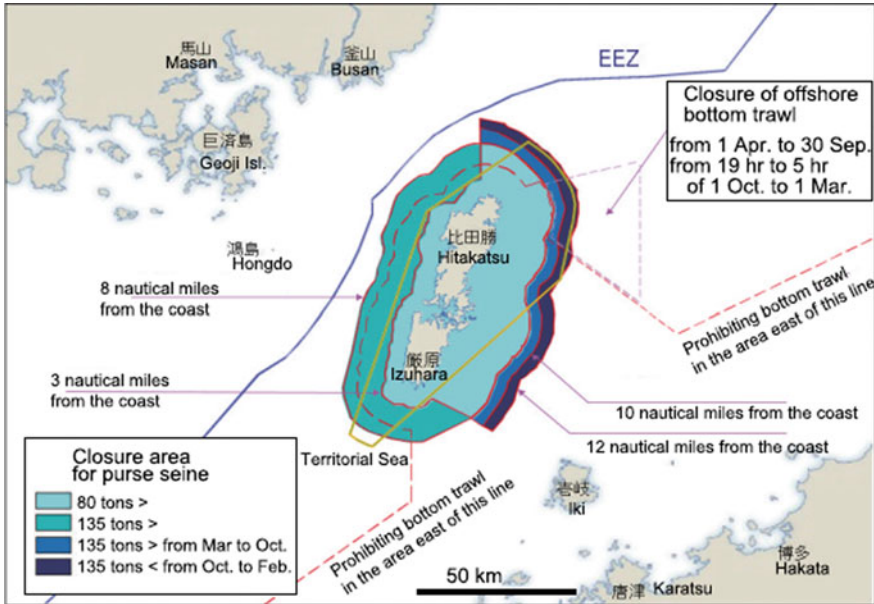 馬山
Masan
釜山
Busan
EEZ
巨済島
Geoji Isl.
Closure of offshore
bottom trawl
from 1 Apr. to 30 Sep.
from 19 hr to 5 hr
of 1 Oct. to 1 Mar.
鴻島
Hongdo
比田勝
Hitakatsu
8 nautical miles
from the coast
Prohibiting bottom trawl
in the area east of this line
厳原
Izuhara
3 nautical miles
from the coast
10 nautical miles from the coast
12 nautical miles from the coast
Territorial Sea
Closure area
for purse seine
80 tons >
135 tons >
135 tons > from Mar to Oct.
135 tons < from Oct. to Feb.
Prohibiting bottom trawl
in the area east of this line
壱岐
Iki
50 km
唐津 Karatsu
博多
Hakata